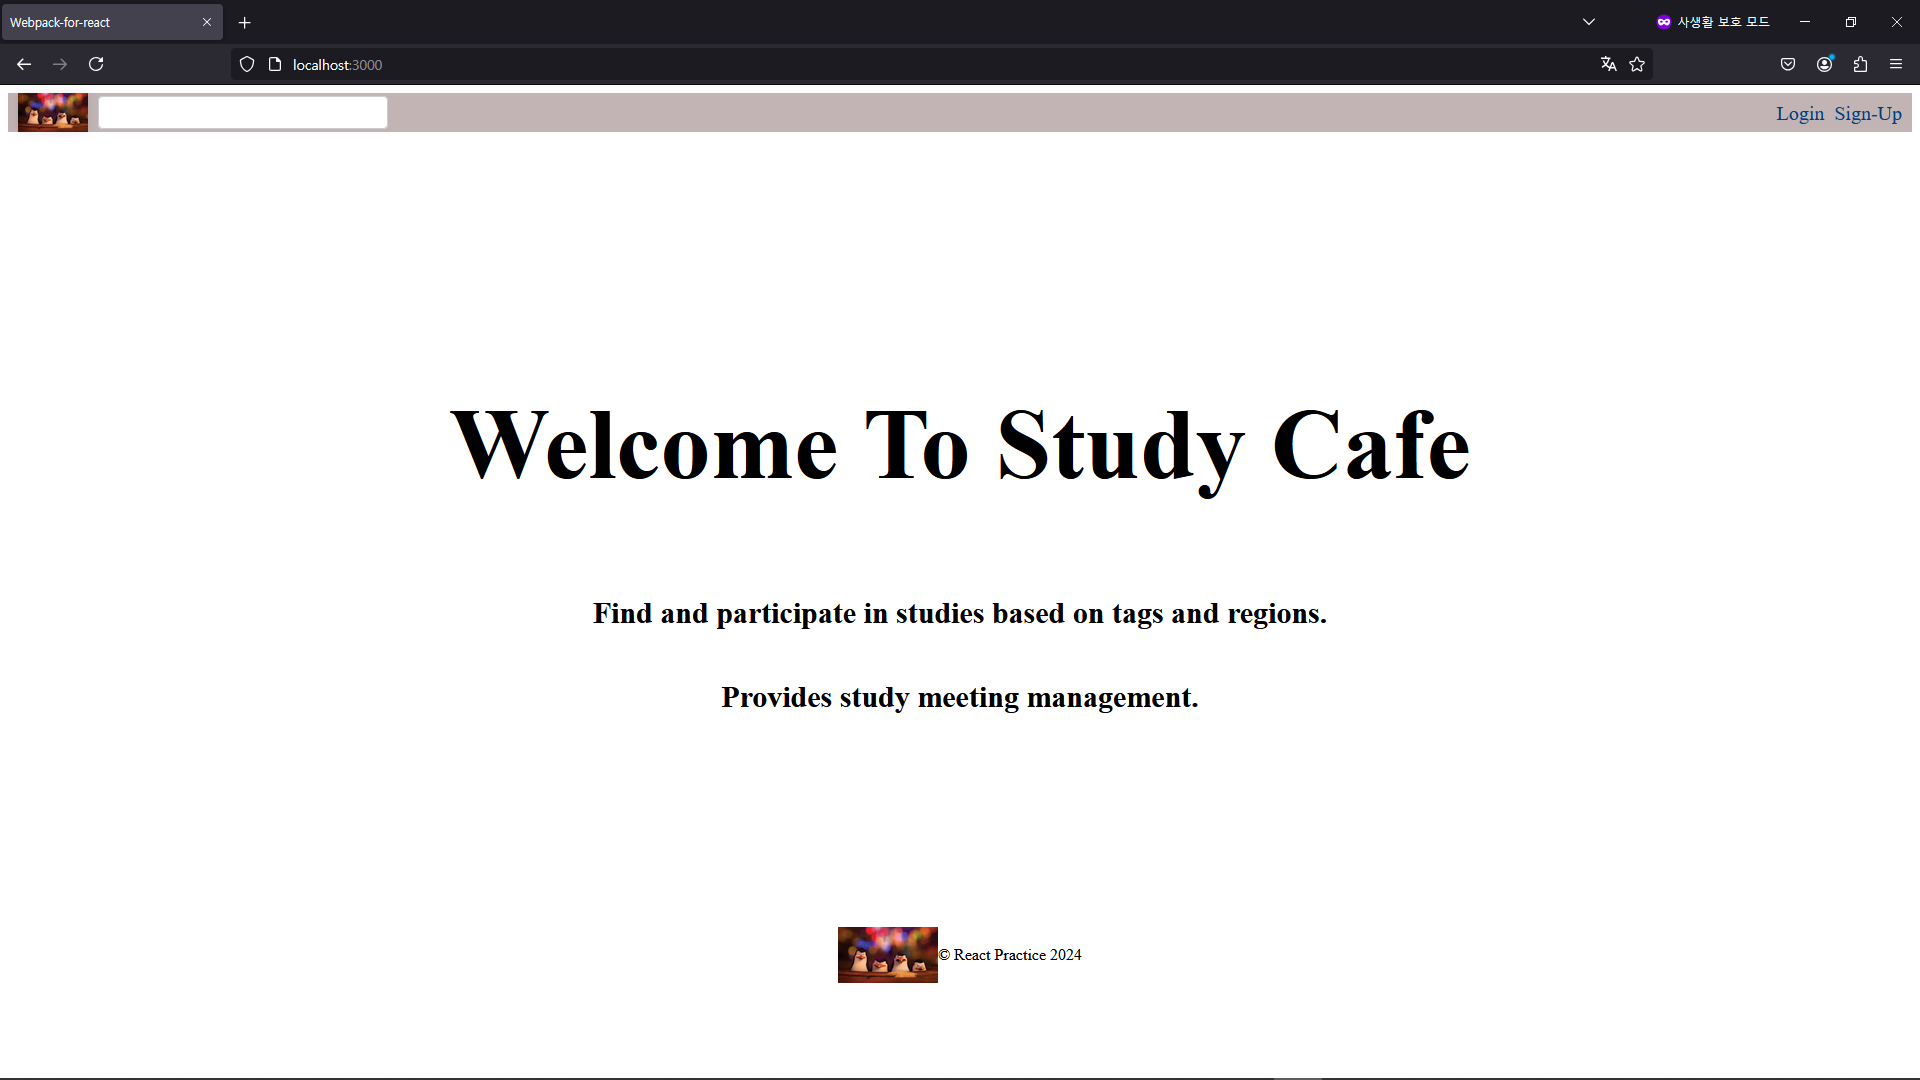 Webpack-for-react
사생활 보호 모드
localhost:3000
Login Sign-Up
Welcome To Study Cafe
Find and participate in studies based on tags and regions.
Provides study meeting management.
© React Practice 2024